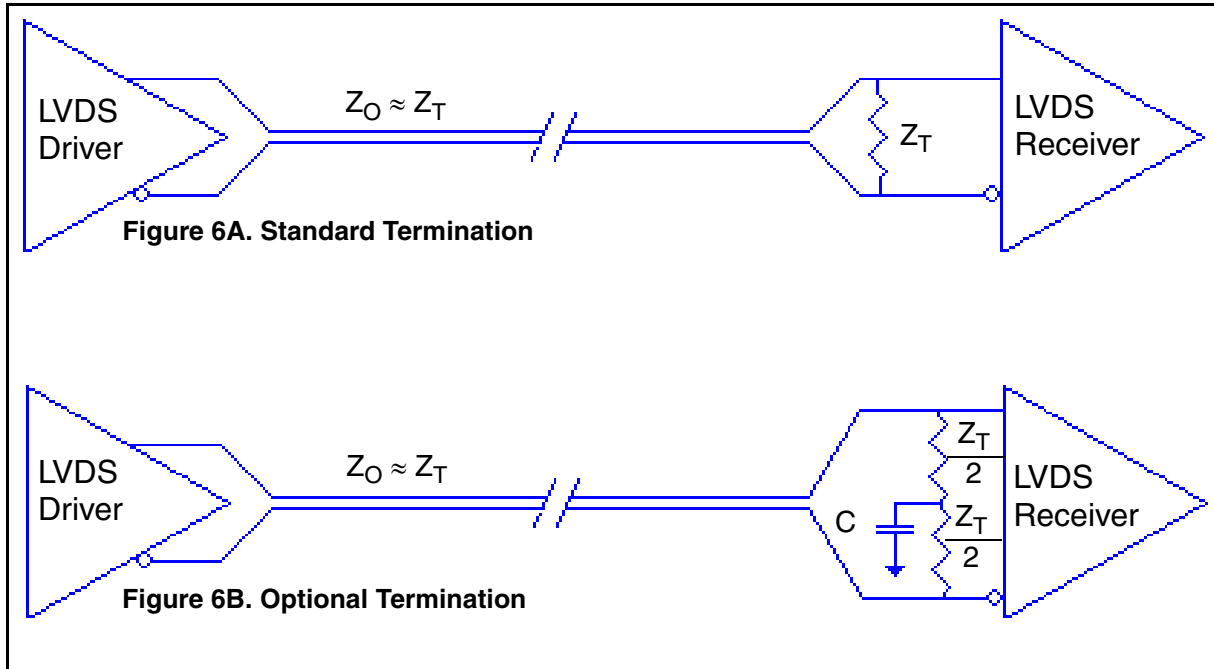 LVDS
Driver
Z_O ≈ Z_T
Z_T
LVDS
Receiver
Figure 6A. Standard Termination
LVDS
Driver
Z_O ≈ Z_T
C
Z_T
2
Z_T
2
LVDS
Receiver
Figure 6B. Optional Termination